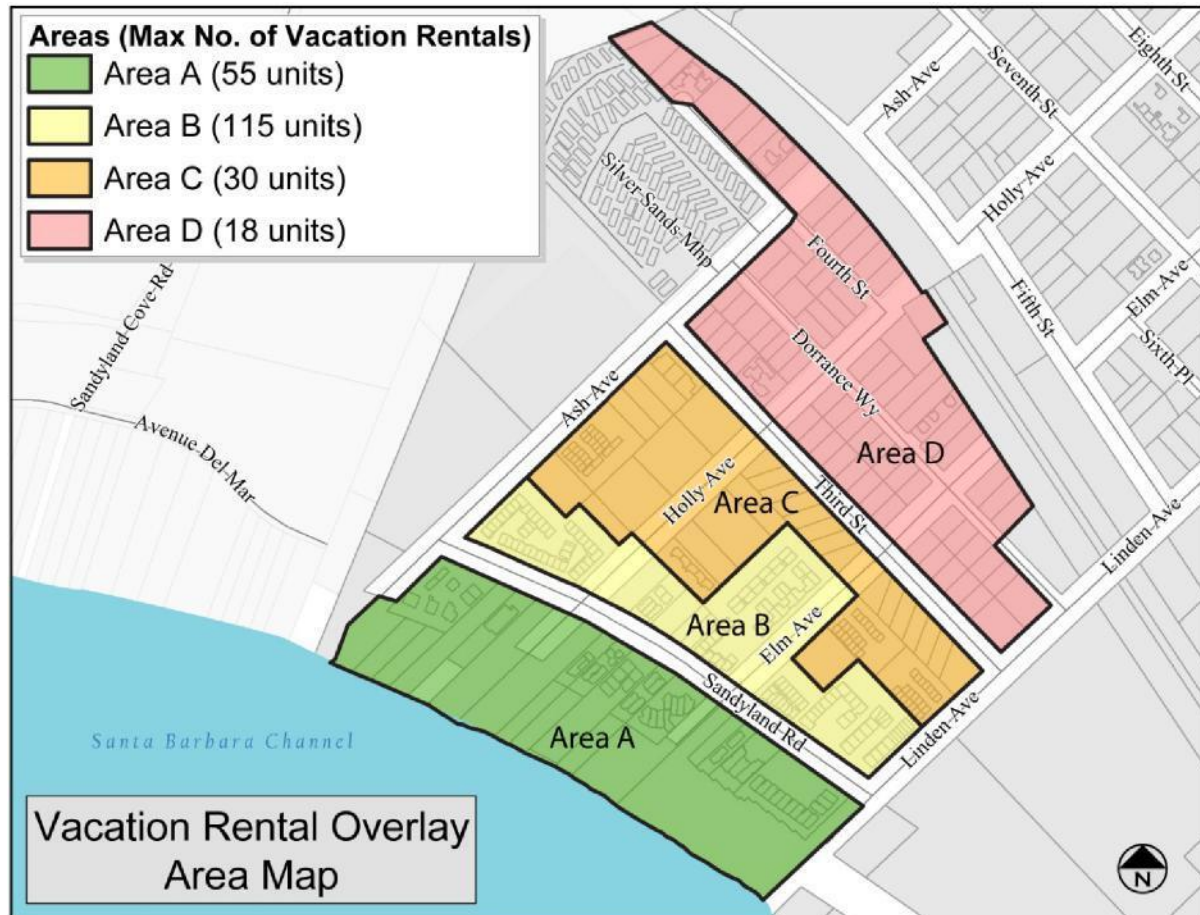 Areas (Max No. of Vacation Rentals)
Area A (55 units)
Area B (115 units)
Area C (30 units)
Area D (18 units)
Eighth St
Seventh St
Ash Ave
Holly Ave
Silver Sands Mhp
Fourth St
Elm Ave
Fifth St
Sixth Pl
Sandyland Cove Rd
Dorrance Wy
Ash Ave
Avenue Del Mar
Area D
Holly Ave
Area C
Third St
Linden Ave
Area B
Elm Ave
Sandyland Rd
Linden Ave
Area A
Santa Barbara Channel
Vacation Rental Overlay
Area Map
N